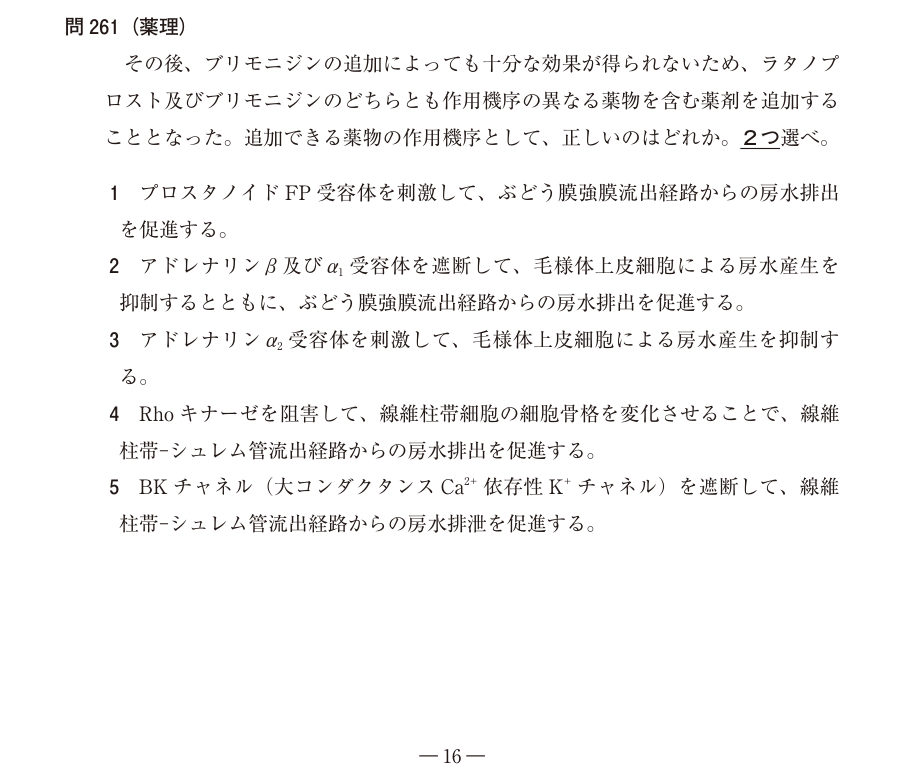 問 261（薬理）
その後、ブリモニジンの追加によっても十分な効果が得られないため、ラタノプ
ロスト及びブリモニジンのどちらとも作用機序の異なる薬物を含む薬剤を追加する
こととなった。追加できる薬物の作用機序として、正しいのはどれか。２つ選べ。
1　プロスタノイド FP 受容体を刺激して、ぶどう膜強膜流出経路からの房水排出
を促進する。
2　アドレナリン β 及び α₁ 受容体を遮断して、毛様体上皮細胞による房水産生を
抑制するとともに、ぶどう膜強膜流出経路からの房水排出を促進する。
3　アドレナリン α₂ 受容体を刺激して、毛様体上皮細胞による房水産生を抑制す
る。
4　Rho キナーゼを阻害して、線維柱帯細胞の細胞骨格を変化させることで、線維
柱帯−シュレム管流出経路からの房水排出を促進する。
5　BK チャネル（大コンダクタンス Ca²⁺ 依存性 K⁺ チャネル）を遮断して、線維
柱帯−シュレム管流出経路からの房水排泄を促進する。
― 16 ―